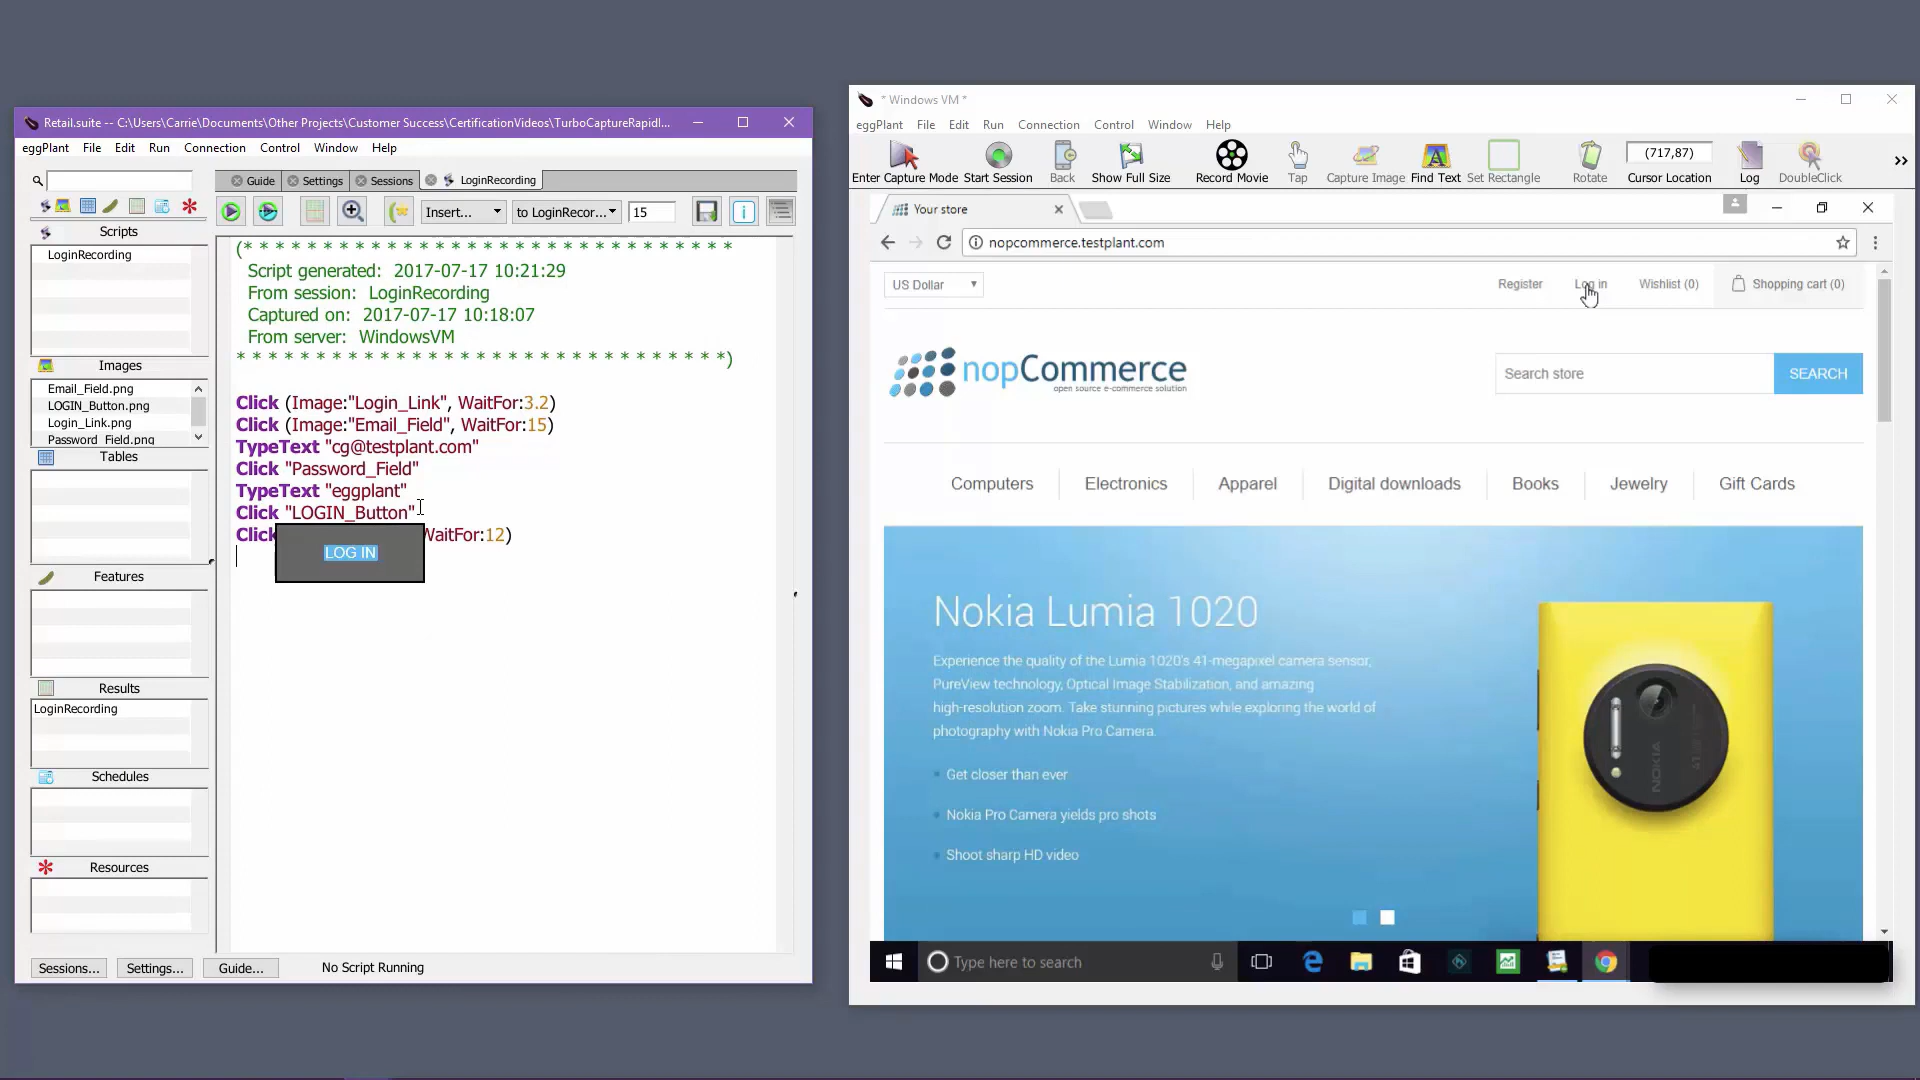 Retail.suite -- C:\Users\Carrie\Documents\Other Projects\Customer Success\CertificationVideos\TurboCaptureRapidI...
eggPlant File Edit Run Connection Control Window Help
Guide Settings Sessions LoginRecording
Insert... to LoginRecor... 15
Scripts
LoginRecording
Images
Email_Field.png
LOGIN_Button.png
Login_Link.png
Password_Field.png
Tables
Features
Results
LoginRecording
Schedules
Resources
(* * * * * * * * * * * * * * * * * * * * * * * * * * * * * * *
Script generated: 2017-07-17 10:21:29
From session: LoginRecording
Captured on: 2017-07-17 10:18:07
From server: WindowsVM
* * * * * * * * * * * * * * * * * * * * * * * * * * * * * * *)
Click (Image:"Login_Link", WaitFor:3.2)
Click (Image:"Email_Field", WaitFor:15)
TypeText "cg@testplant.com"
Click "Password_Field"
TypeText "eggplant"
Click "LOGIN_Button"
Click WaitFor:12)
LOG IN
Sessions... Settings... Guide... No Script Running
* Windows VM *
eggPlant File Edit Run Connection Control Window Help
(717,87)
Enter Capture Mode Start Session Back Show Full Size Record Movie Tap Capture Image Find Text Set Rectangle Rotate Cursor Location Log DoubleClick
Your store
nopcommerce.testplant.com
US Dollar Register Log in Wishlist (0) Shopping cart (0)
nopCommerce
open source e-commerce solution
Search store SEARCH
Computers Electronics Apparel Digital downloads Books Jewelry Gift Cards
Nokia Lumia 1020
Experience the quality of the Lumia 1020's 41-megapixel camera sensor,
PureView technology, Optical Image Stabilization, and amazing
high-resolution zoom. Take stunning pictures while exploring the world of
photography with Nokia Pro Camera.
Get closer than ever
Nokia Pro Camera yields pro shots
Shoot sharp HD video
NOKIA
Type here to search